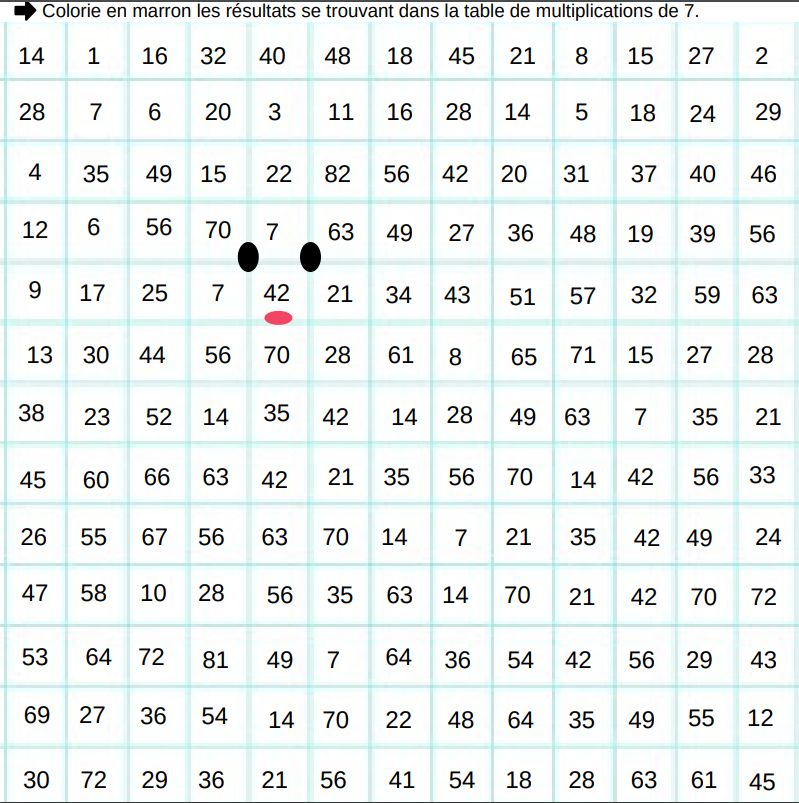 Colorie en marron les résultats se trouvant dans la table de multiplications de 7.
14 1 16 32 40 48 18 45 21 8 15 27 2
28 7 6 20 3 11 16 28 14 5 18 24 29
4 35 49 15 22 82 56 42 20 31 37 40 46
12 6 56 70 7 63 49 27 36 48 19 39 56
9 17 25 7 42 21 34 43 51 57 32 59 63
13 30 44 56 70 28 61 8 65 71 15 27 28
38 23 52 14 35 42 14 28 49 63 7 35 21
45 60 66 63 42 21 35 56 70 14 42 56 33
26 55 67 56 63 70 14 7 21 35 42 49 24
47 58 10 28 56 35 63 14 70 21 42 70 72
53 64 72 81 49 7 64 36 54 42 56 29 43
69 27 36 54 14 70 22 48 64 35 49 55 12
30 72 29 36 21 56 41 54 18 28 63 61 45